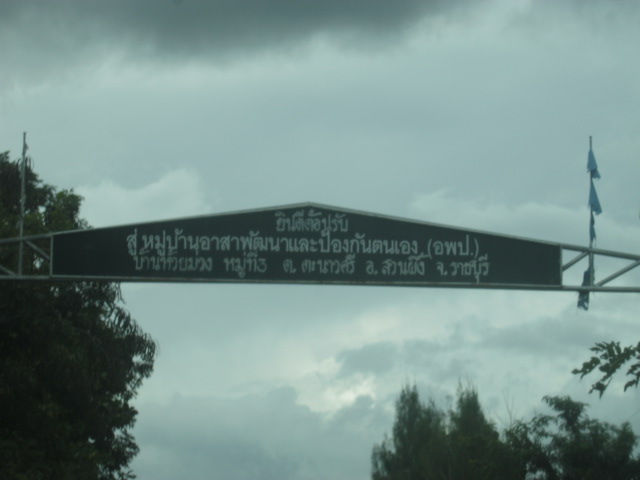 ยินดีต้อนรับ
สู่ หมู่บ้านอาสาพัฒนาและป้องกันตนเอง (อพป.)
บ้านห้วยม่วง หมู่ที่3 ต. ตะนาวศรี อ. สวนผึ้ง จ. ราชบุรี